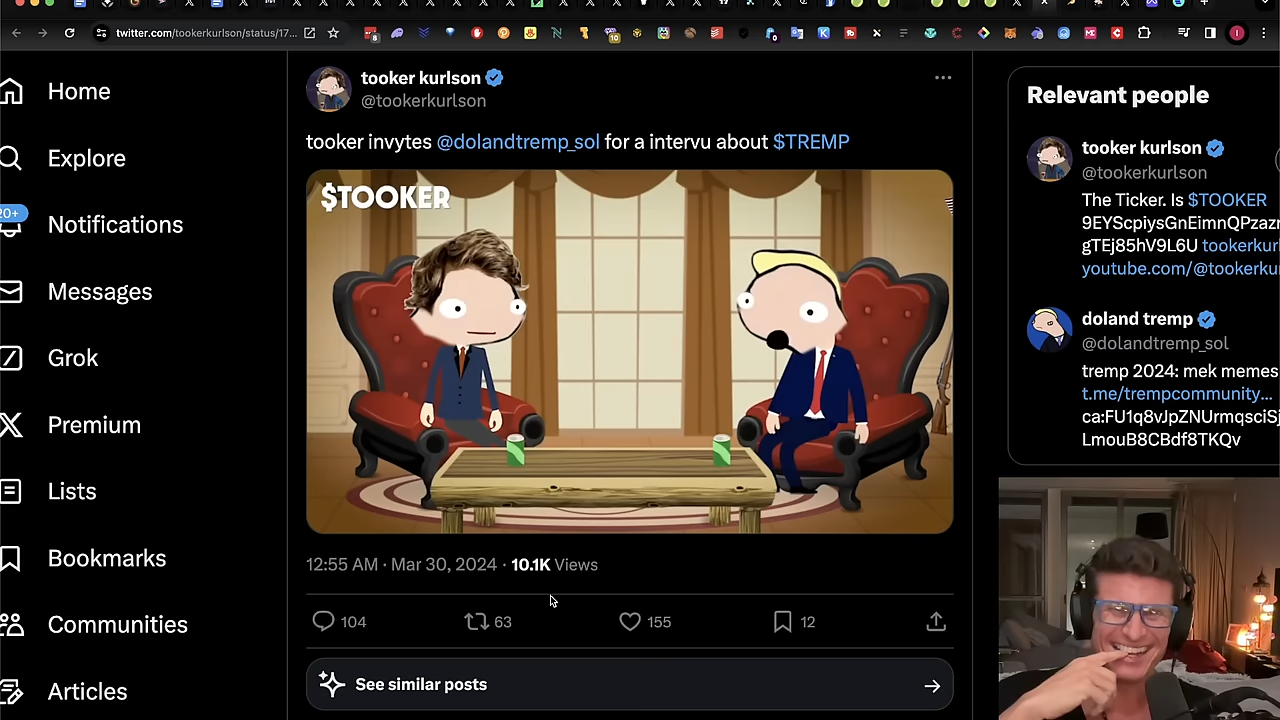 twitter.com/tookerkurlson/status/17...
Home
Explore
20+
Notifications
Messages
Grok
Premium
Lists
Bookmarks
Communities
Articles
tooker kurlson
@tookerkurlson
tooker invytes @dolandtremp_sol for a intervu about $TREMP
$TOOKER
12:55 AM · Mar 30, 2024 · 10.1K Views
104 63 155 12
See similar posts
Relevant people
tooker kurlson
@tookerkurlson
The Ticker. Is $TOOKER
9EYScpiysGnEimnQPzaz
gTEj85hV9L6U tookerkur
youtube.com/@tookerku
doland tremp
@dolandtremp_sol
tremp 2024: mek memes
t.me/trempcommunity...
ca:FU1q8vJpZNUrmqsciS
LmouB8CBdf8TKQv